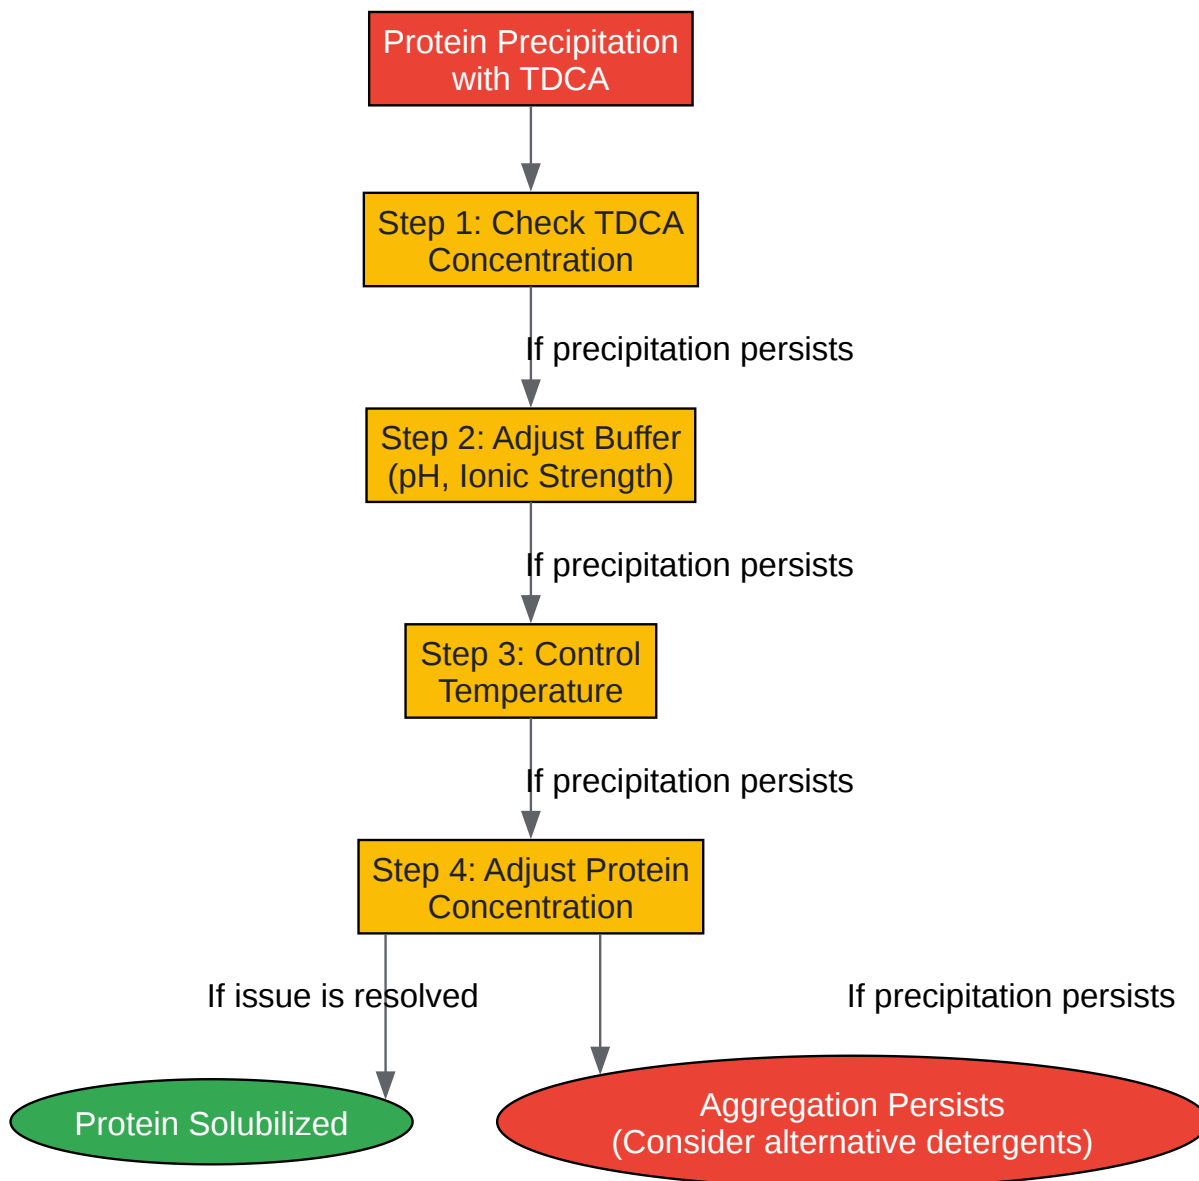 Protein Precipitation
with TDCA
Step 1: Check TDCA
Concentration
If precipitation persists
Step 2: Adjust Buffer
(pH, Ionic Strength)
If precipitation persists
Step 3: Control
Temperature
If precipitation persists
Step 4: Adjust Protein
Concentration
If issue is resolved
If precipitation persists
Protein Solubilized
Aggregation Persists
(Consider alternative detergents)